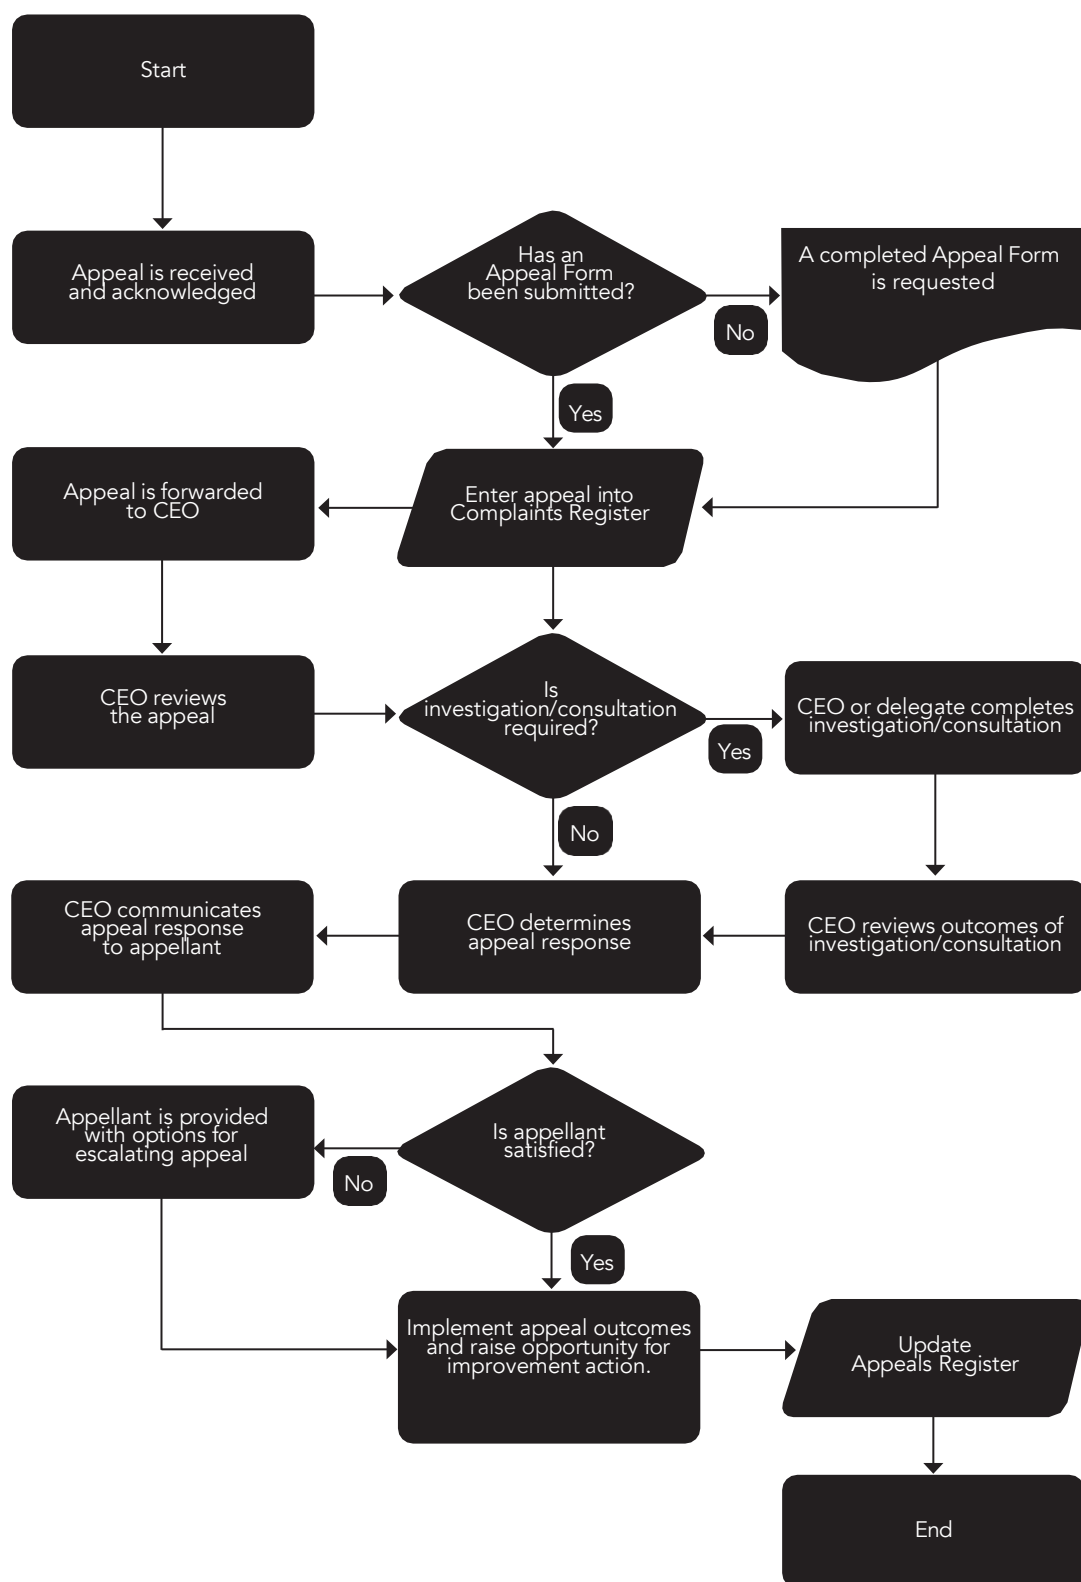 Start
Appeal is received
and acknowledged
Has an
Appeal Form
been submitted?
No
A completed Appeal Form
is requested
Yes
Appeal is forwarded
to CEO
Enter appeal into
Complaints Register
CEO reviews
the appeal
Is
investigation/consultation
required?
Yes
CEO or delegate completes
investigation/consultation
No
CEO communicates
appeal response
to appellant
CEO determines
appeal response
CEO reviews outcomes of
investigation/consultation
Appellant is provided
with options for
escalating appeal
No
Is appellant
satisfied?
Yes
Implement appeal outcomes
and raise opportunity for
improvement action.
Update
Appeals Register
End